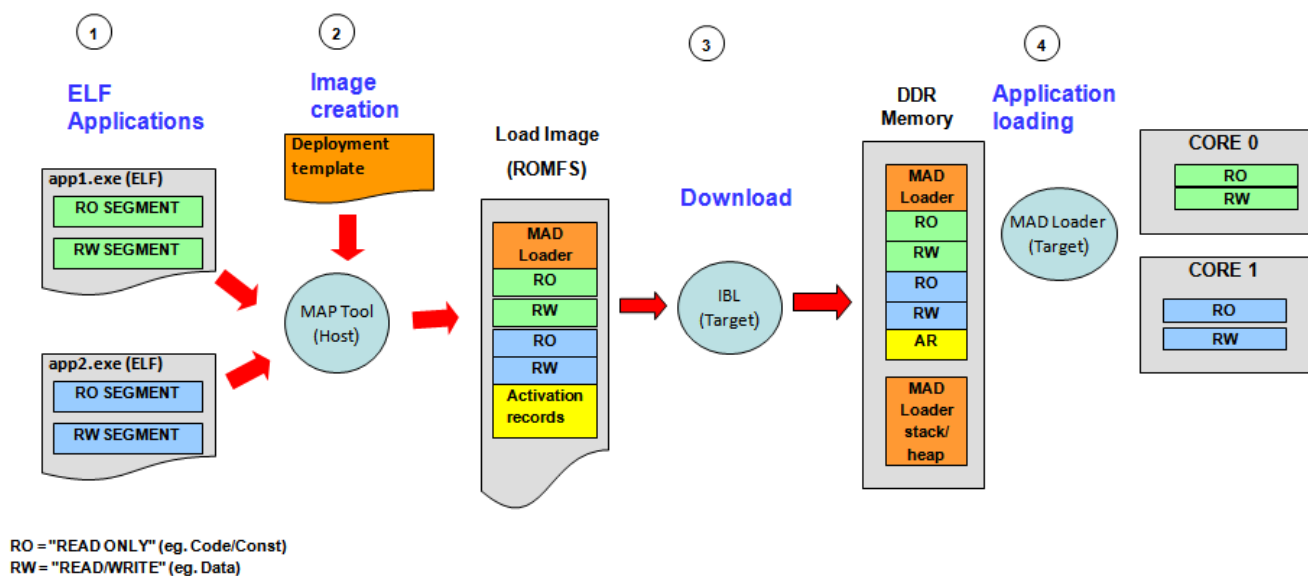 1
2
3
4
ELF
Applications
Image
creation
Deployment
template
app1.exe (ELF)
RO SEGMENT
RW SEGMENT
app2.exe (ELF)
RO SEGMENT
RW SEGMENT
MAP Tool
(Host)
Load Image
(ROMFS)
MAD
Loader
RO
RW
RO
RW
Activation
records
Download
IBL
(Target)
DDR
Memory
MAD
Loader
RO
RW
RO
RW
AR
MAD
Loader
stack/
heap
Application
loading
MAD Loader
(Target)
CORE 0
RO
RW
CORE 1
RO
RW
RO = "READ ONLY" (eg. Code/Const)
RW = "READ/WRITE" (eg. Data)